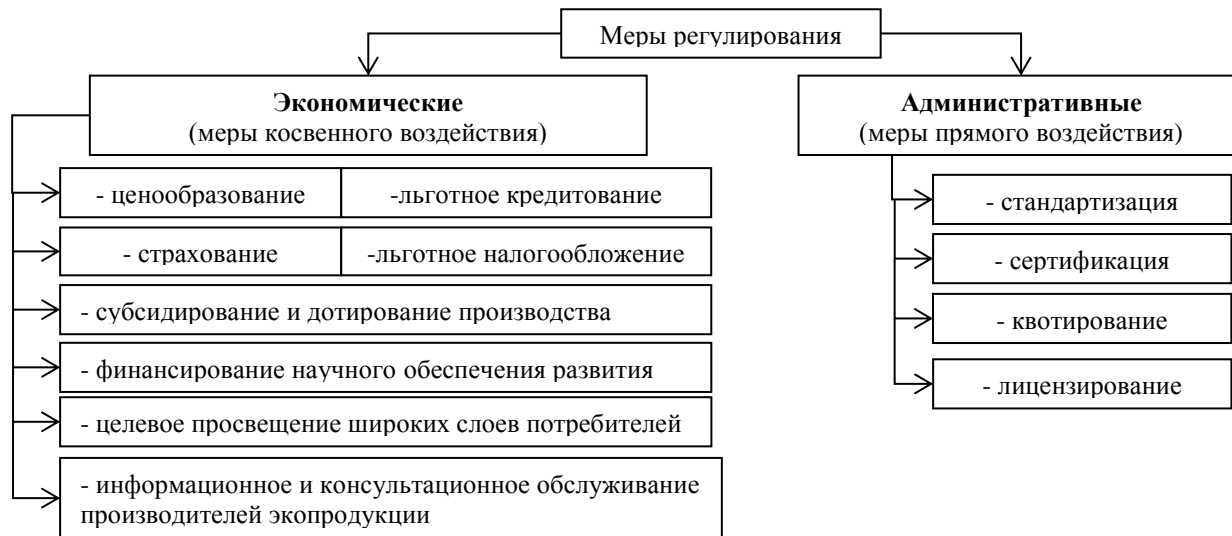 Меры регулирования
Экономические
(меры косвенного воздействия)
- ценообразование
-льготное кредитование
- страхование
-льготное налогообложение
- субсидирование и дотирование производства
- финансирование научного обеспечения развития
- целевое просвещение широких слоев потребителей
- информационное и консультационное обслуживание
производителей экопродукции
Административные
(меры прямого воздействия)
- стандартизация
- сертификация
- квотирование
- лицензирование